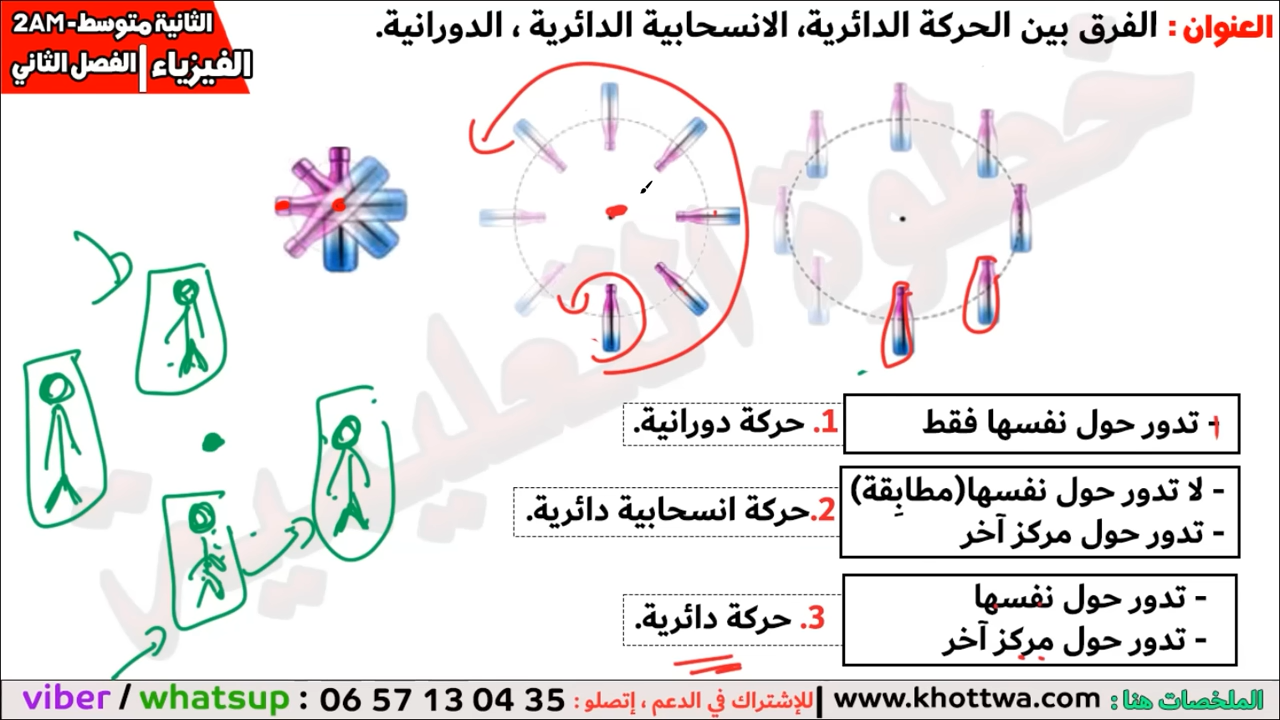 العنوان : الفرق بين الحركة الدائرية، الانسحابية الدائرية ، الدورانية.
الثانية متوسط-2AM
الفيزياء | الفصل الثاني
خطوة التعليمية
- تدور حول نفسها فقط
1. حركة دورانية.
- لا تدور حول نفسها(مطابِقة)
- تدور حول مركز آخر
2.حركة انسحابية دائرية.
- تدور حول نفسها
- تدور حول مركز آخر
3. حركة دائرية.
الملخصات هنا : www.khottwa.com | للإشتراك في الدعم ، إتصلو : viber / whatsup : 06 57 13 04 35